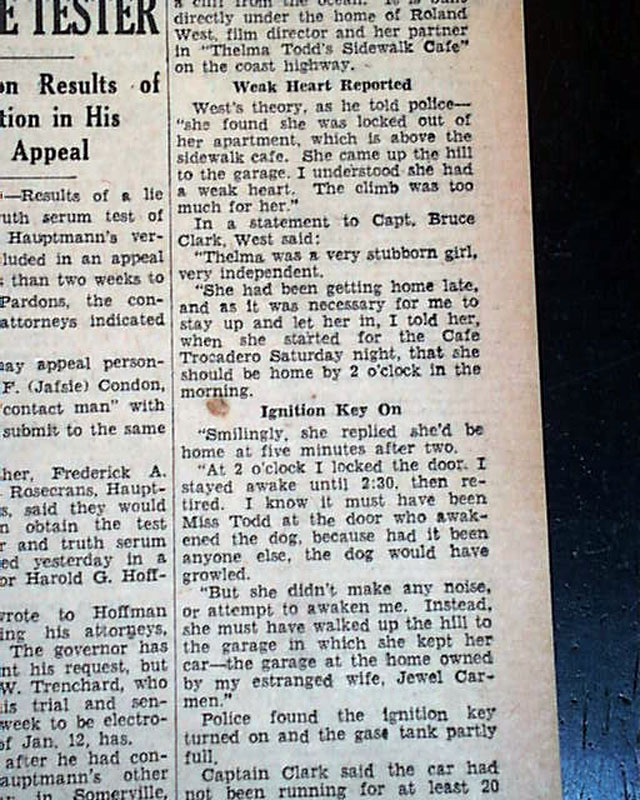 E TESTER
on Results of
tion in His
Appeal
—Results of a lie
ruth serum test of
Hauptmann's ver-
luded in an appeal
s than two weeks to
Pardons, the con-
attorneys indicated
may appeal person-
F. (Jafsie) Condon,
"contact man" with
submit to the same
her, Frederick A.
Rosecrans, Haupt-
s, said they would
n obtain the test
r and truth serum
ed yesterday in a
or Harold G. Hoff-
wrote to Hoffman
ing his attorneys,
The governor has
nt his request, but
W. Trenchard, who
is trial and sen-
week to be electro-
of Jan. 12, has.
after he had con-
auptmann's other
in Somerville,
a cliff from the ocean. It is built
directly under the home of Roland
West, film director and her partner
in "Thelma Todd's Sidewalk Cafe"
on the coast highway.
Weak Heart Reported
West's theory, as he told police—
"she found she was locked out of
her apartment, which is above the
sidewalk cafe. She came up the hill
to the garage. I understood she had
a weak heart. The climb was too
much for her."
In a statement to Capt. Bruce
Clark, West said:
"Thelma was a very stubborn girl,
very independent.
"She had been getting home late,
and as it was necessary for me to
stay up and let her in, I told her,
when she started for the Cafe
Trocadero Saturday night, that she
should be home by 2 o'clock in the
morning.
Ignition Key On
"Smilingly, she replied she'd be
home at five minutes after two.
"At 2 o'clock I locked the door. I
stayed awake until 2:30, then re-
tired. I know it must have been
Miss Todd at the door who awak-
ened the dog, because had it been
anyone else, the dog would have
growled.
"But she didn't make any noise,
or attempt to awaken me. Instead,
she must have walked up the hill to
the garage in which she kept her
car—the garage at the home owned
by my estranged wife, Jewel Car-
men."
Police found the ignition key
turned on and the gas tank partly
full.
Captain Clark said the car had
not been running for at least 20